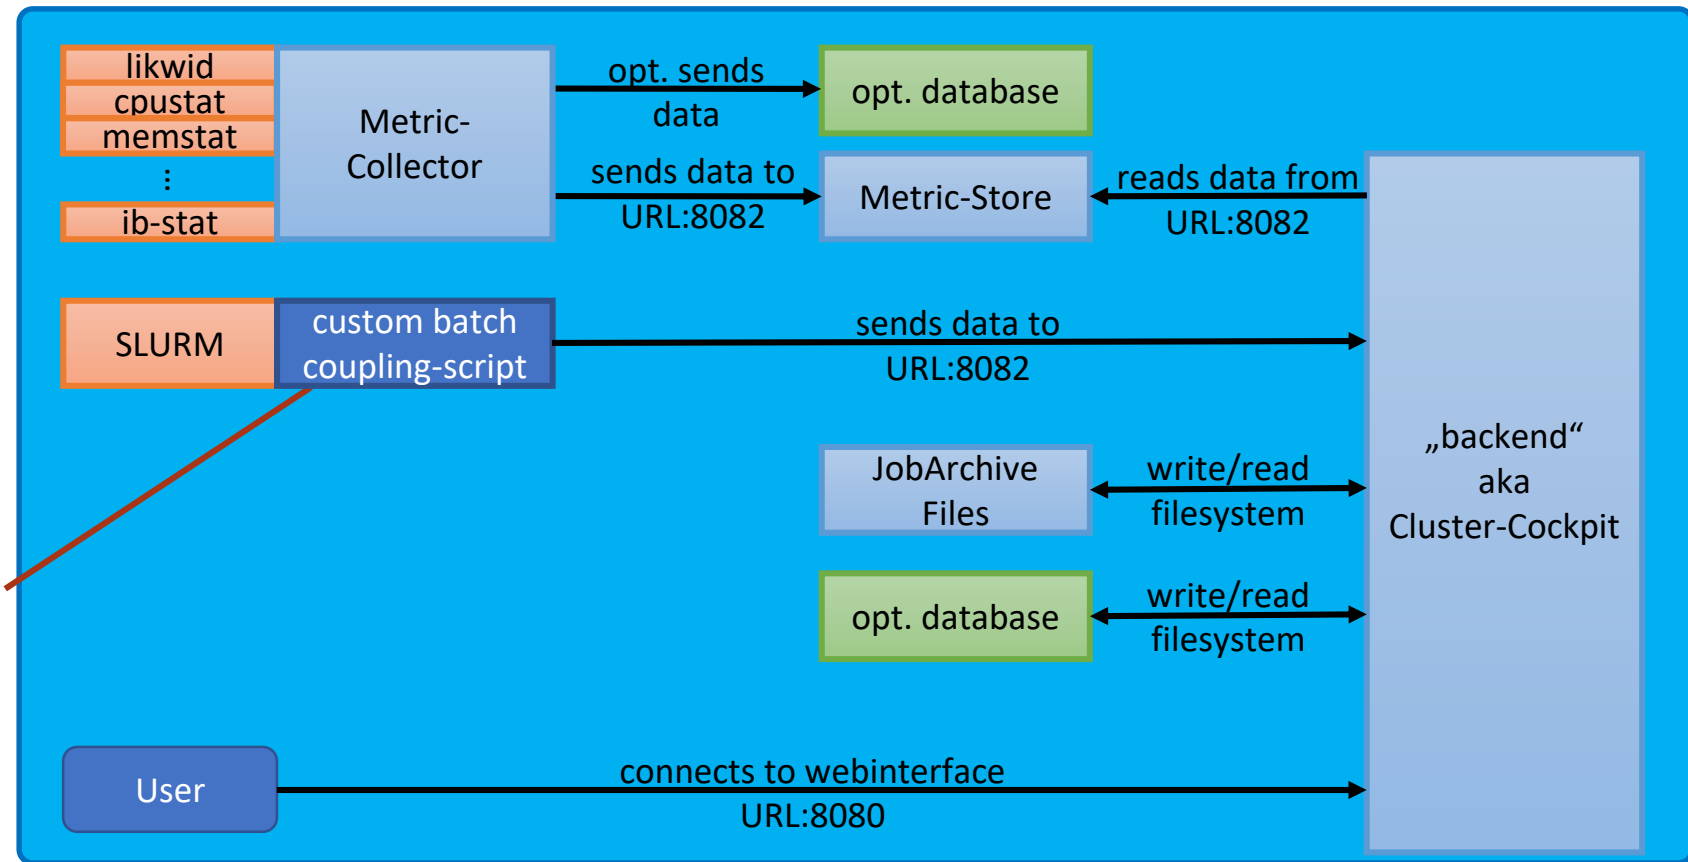 likwid
cpustat
memstat
...
ib-stat
Metric-
Collector
opt. sends
data
opt. database
sends data to
URL:8082
Metric-Store
reads data from
URL:8082
SLURM
custom batch
coupling-script
sends data to
URL:8082
„backend“
aka
Cluster-Cockpit
JobArchive
Files
write/read
filesystem
opt. database
write/read
filesystem
User
connects to webinterface
URL:8080